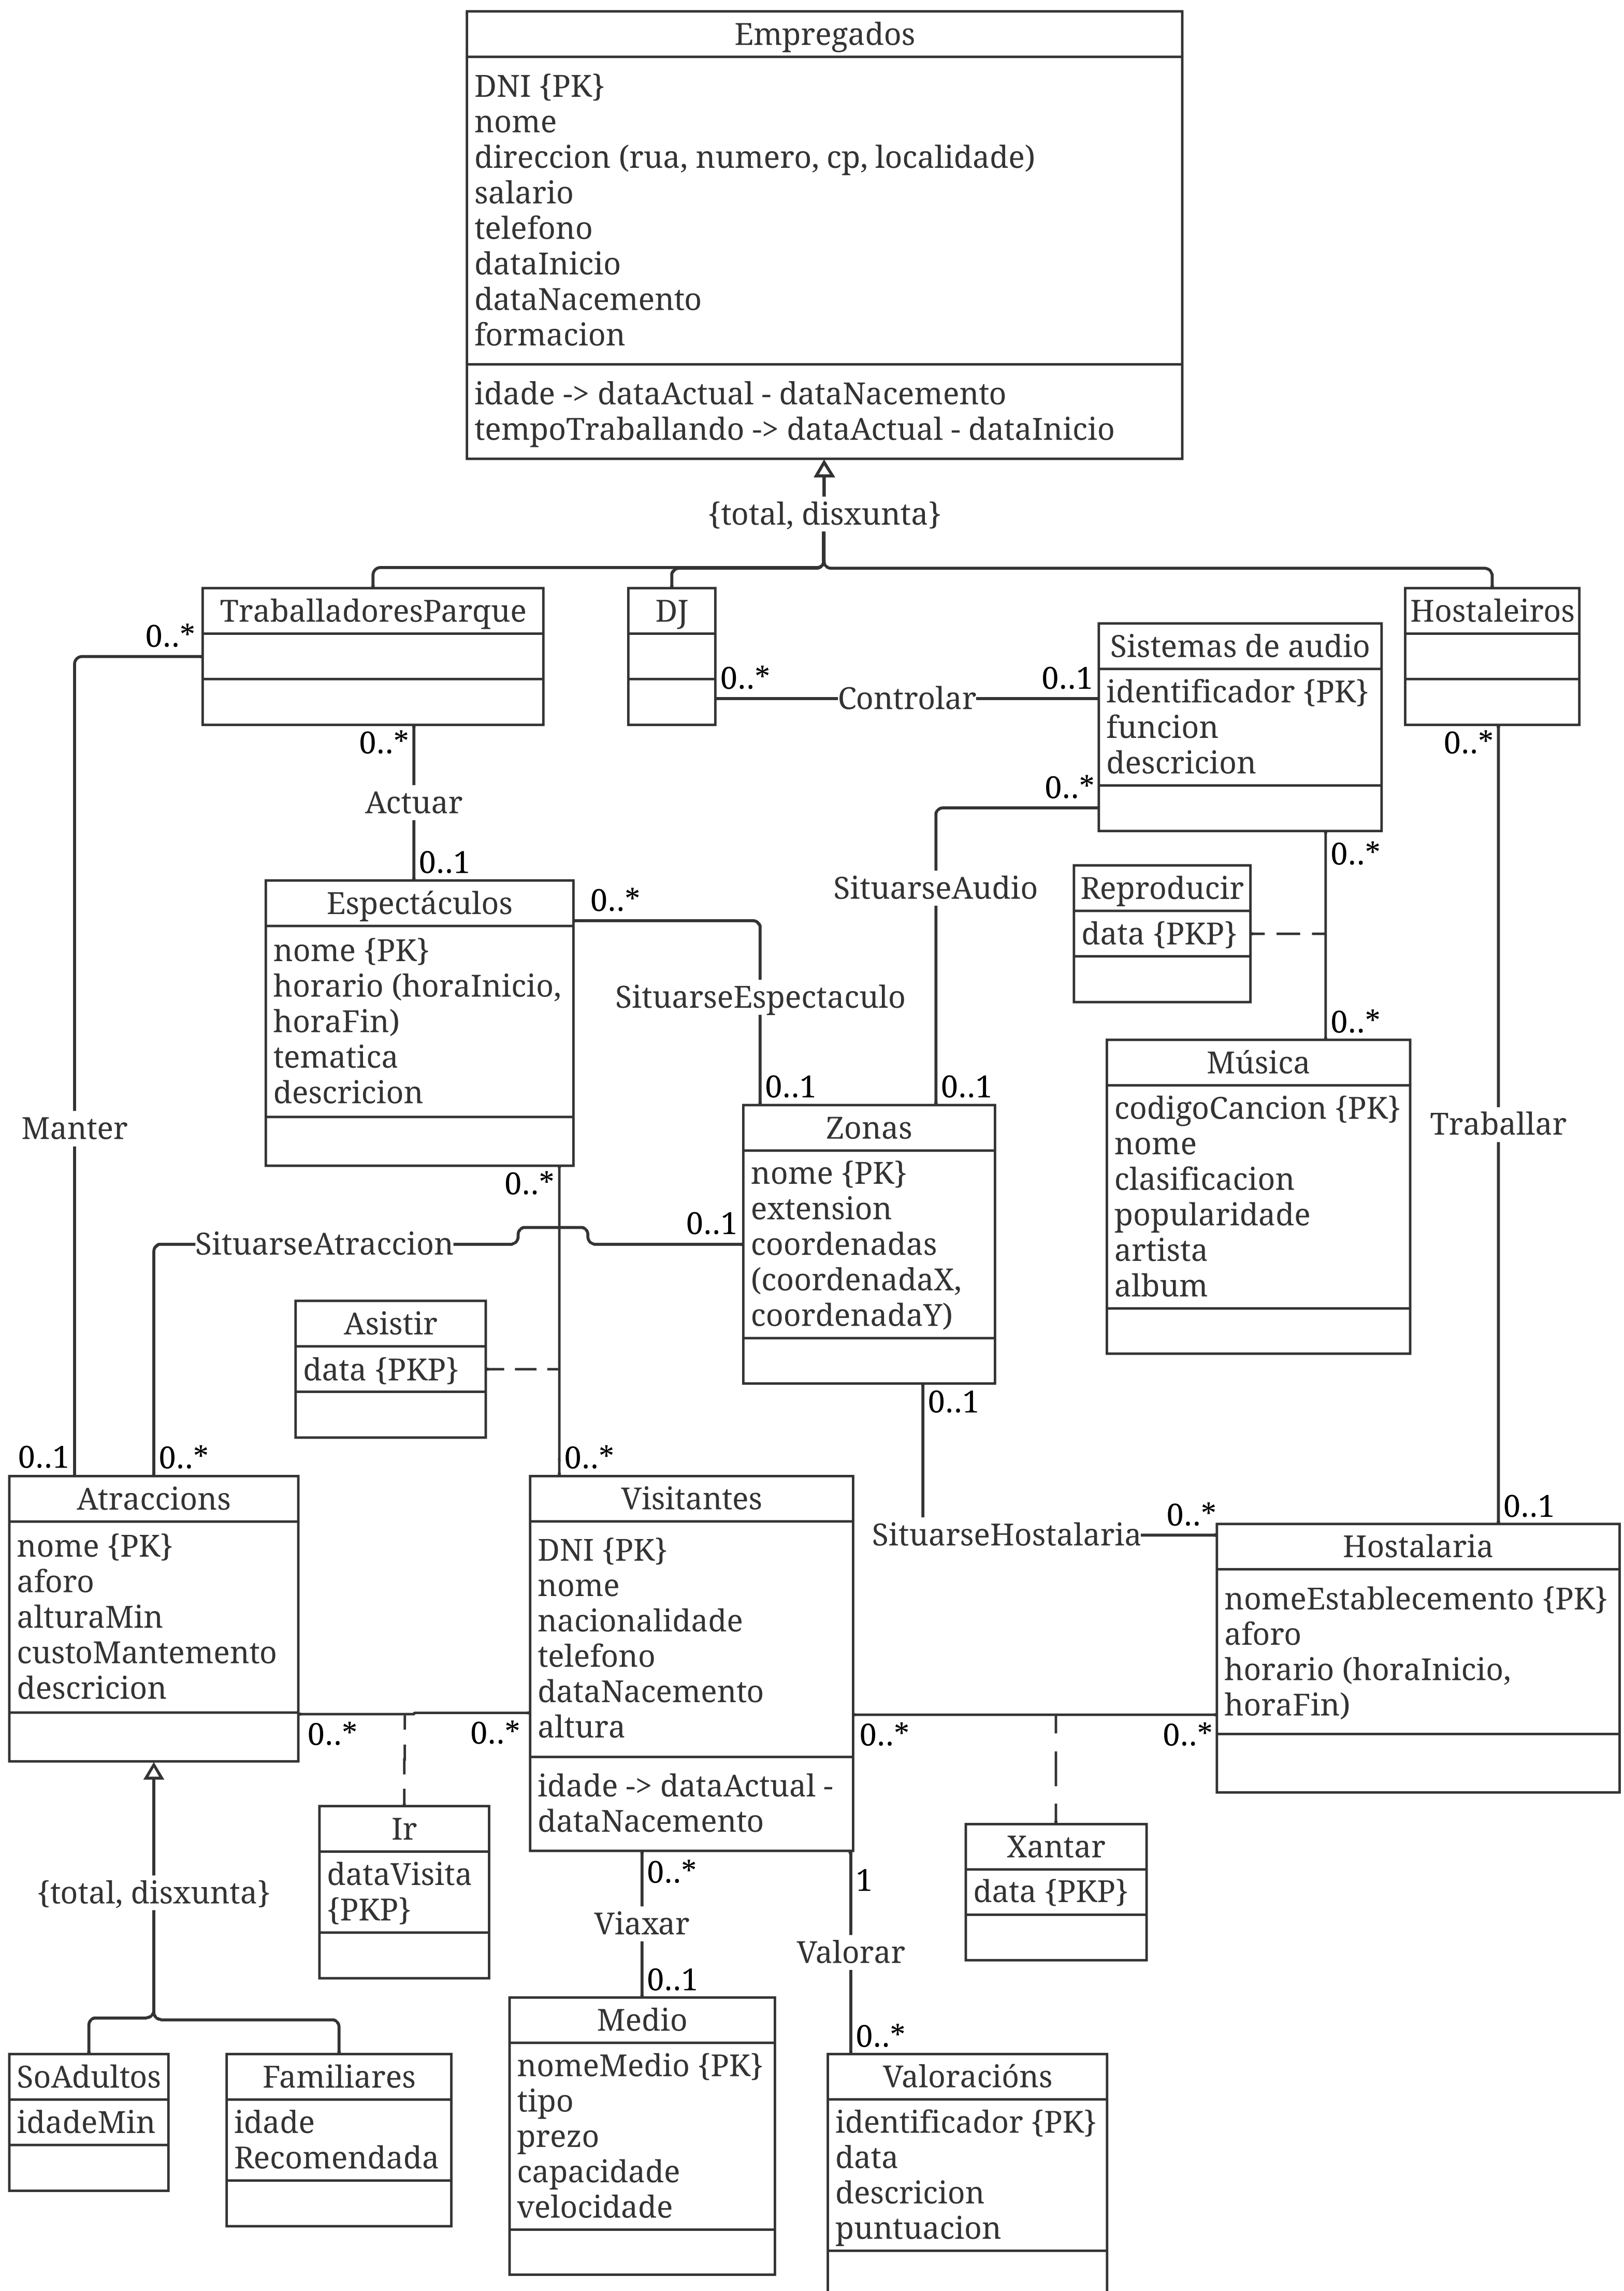 Empregados
DNI {PK}
nome
direccion (rua, numero, cp, localidade)
salario
telefono
dataInicio
dataNacemento
formacion
idade -> dataActual - dataNacemento
tempoTraballando -> dataActual - dataInicio
{total, disxunta}
TraballadoresParque
DJ
Hostaleiros
0..*
0..*
Controlar
0..1
Sistemas de audio
identificador {PK}
funcion
descricion
0..*
0..*
Actuar
0..1
0..*
0..*
SituarseAudio
Reproducir
data {PKP}
0..*
Espectáculos
nome {PK}
horario (horaInicio,
horaFin)
tematica
descricion
0..*
SituarseEspectaculo
0..1
0..1
Música
codigoCancion {PK}
nome
clasificacion
popularidade
artista
album
Manter
Traballar
Zonas
nome {PK}
extension
coordenadas
(coordenadaX,
coordenadaY)
0..*
SituarseAtraccion
0..1
Asistir
data {PKP}
0..1
0..1
0..*
0..*
Atraccions
nome {PK}
aforo
alturaMin
custoMantemento
descricion
Visitantes
DNI {PK}
nome
nacionalidade
telefono
dataNacemento
altura
idade -> dataActual -
dataNacemento
SituarseHostalaria
0..*
0..1
Hostalaria
nomeEstablecemento {PK}
aforo
horario (horaInicio,
horaFin)
0..*
0..*
0..*
0..*
Ir
dataVisita
{PKP}
Xantar
data {PKP}
{total, disxunta}
0..*
Viaxar
0..1
1
Valorar
0..*
SoAdultos
idadeMin
Familiares
idade
Recomendada
Medio
nomeMedio {PK}
tipo
prezo
capacidade
velocidade
Valoracións
identificador {PK}
data
descricion
puntuacion